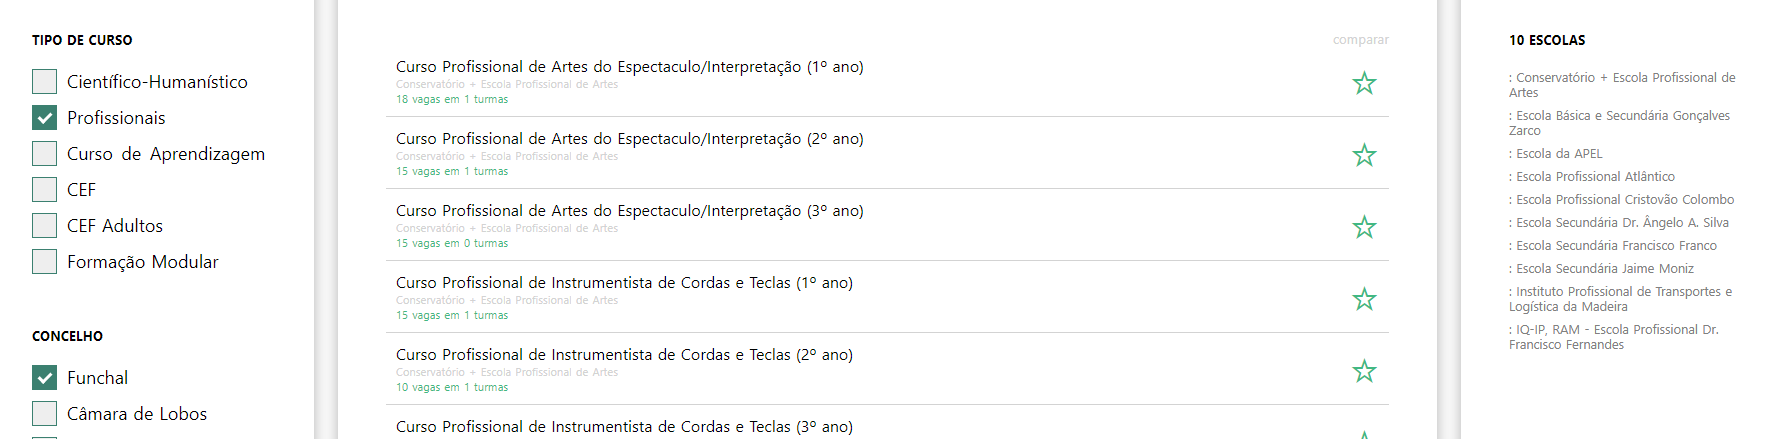 TIPO DE CURSO
Científico-Humanístico
Profissionais
Curso de Aprendizagem
CEF
CEF Adultos
Formação Modular
CONCELHO
Funchal
Câmara de Lobos
comparar
Curso Profissional de Artes do Espectaculo/Interpretação (1º ano)
Conservatório + Escola Profissional de Artes
18 vagas em 1 turmas
Curso Profissional de Artes do Espectaculo/Interpretação (2º ano)
Conservatório + Escola Profissional de Artes
15 vagas em 1 turmas
Curso Profissional de Artes do Espectaculo/Interpretação (3º ano)
Conservatório + Escola Profissional de Artes
15 vagas em 0 turmas
Curso Profissional de Instrumentista de Cordas e Teclas (1º ano)
Conservatório + Escola Profissional de Artes
15 vagas em 1 turmas
Curso Profissional de Instrumentista de Cordas e Teclas (2º ano)
Conservatório + Escola Profissional de Artes
10 vagas em 1 turmas
Curso Profissional de Instrumentista de Cordas e Teclas (3º ano)
10 ESCOLAS
: Conservatório + Escola Profissional de
Artes
: Escola Básica e Secundária Gonçalves
Zarco
: Escola da APEL
: Escola Profissional Atlântico
: Escola Profissional Cristovão Colombo
: Escola Secundária Dr. Ângelo A. Silva
: Escola Secundária Francisco Franco
: Escola Secundária Jaime Moniz
: Instituto Profissional de Transportes e
Logística da Madeira
: IQ-IP, RAM - Escola Profissional Dr.
Francisco Fernandes